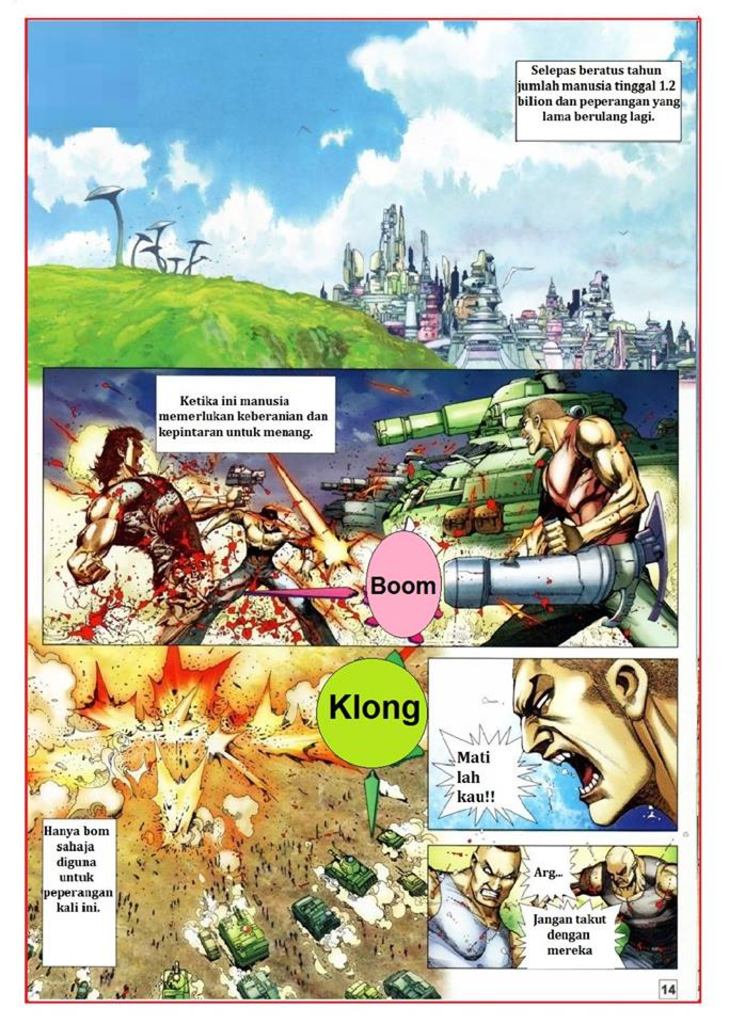 Selepas beratus tahun
jumlah manusia tinggal 1.2
bilion dan peperangan yang
lama berulang lagi.
Ketika ini manusia
memerlukan keberanian dan
kepintaran untuk menang.
Boom
Klong
Mati
lah
kau!!
Hanya bom
sahaja
diguna
untuk
peperangan
kali ini.
Arg...
Jangan takut
dengan
mereka
14